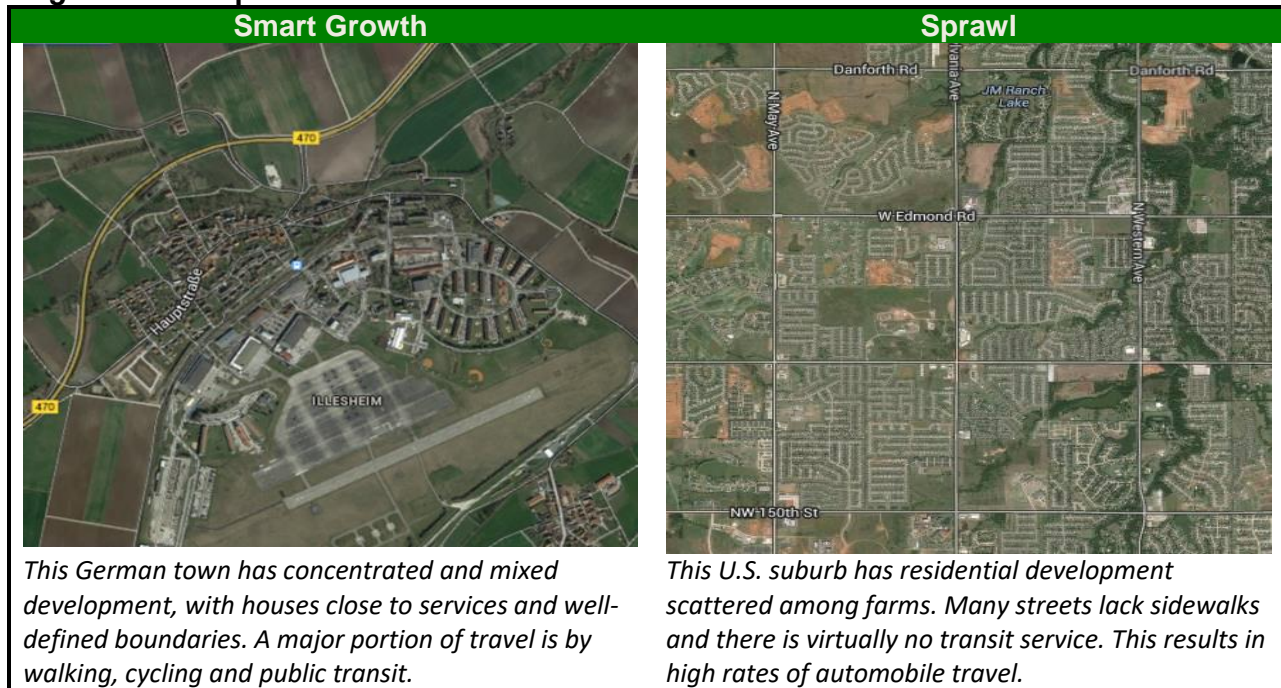 Smart Growth
Sprawl
470
470
Hauptstraße
ILLESHEIM
Danforth Rd
Danforth Rd
JM Ranch
Lake
N May Ave
lvania Ave
W Edmond Rd
N Western Ave
NW 150th St
This German town has concentrated and mixed
development, with houses close to services and well-
defined boundaries. A major portion of travel is by
walking, cycling and public transit.
This U.S. suburb has residential development
scattered among farms. Many streets lack sidewalks
and there is virtually no transit service. This results in
high rates of automobile travel.